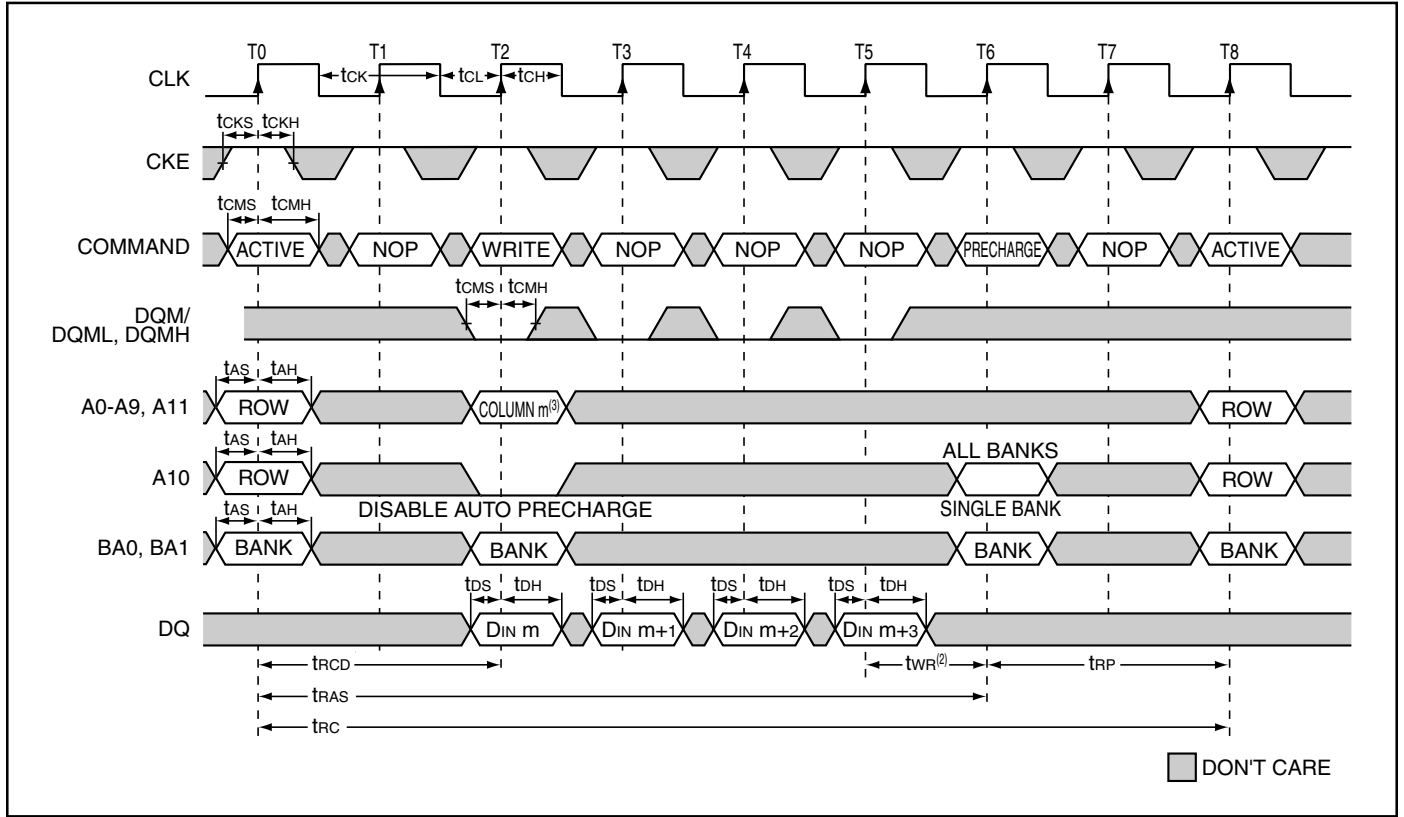 T0 T1 T2 T3 T4 T5 T6 T7 T8
CLK tCK tCL tCH
tCKS tCKH
CKE
tCMS tCMH
COMMAND ACTIVE NOP WRITE NOP NOP NOP PRECHARGE NOP ACTIVE
tCMS tCMH
DQM/
DQML, DQMH
tAS tAH
A0-A9, A11 ROW COLUMN m(3) ROW
tAS tAH ALL BANKS
A10 ROW ROW
DISABLE AUTO PRECHARGE SINGLE BANK
tAS tAH
BA0, BA1 BANK BANK BANK BANK
tDS tDH tDS tDH tDS tDH tDS tDH
DQ DIN m DIN m+1 DIN m+2 DIN m+3
tRCD tWR(2) tRP
tRAS
tRC
DON'T CARE